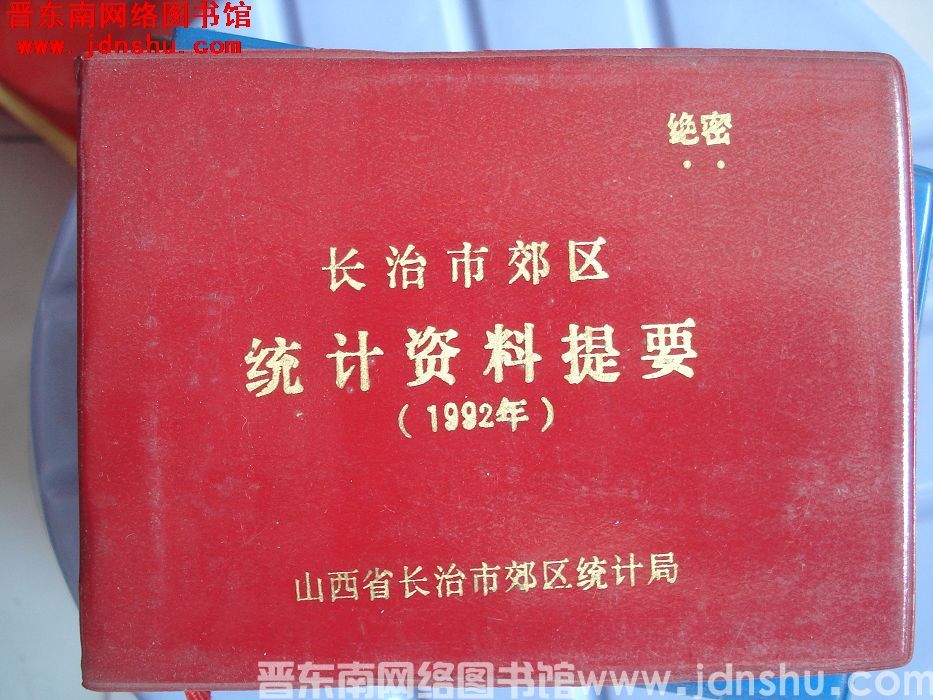 晋东南网络图书馆
www.jdnshu.com
绝密
长治市郊区
统计资料提要
(1992年)
山西省长治市郊区统计局
晋东南网络图书馆www.jdnshu.com